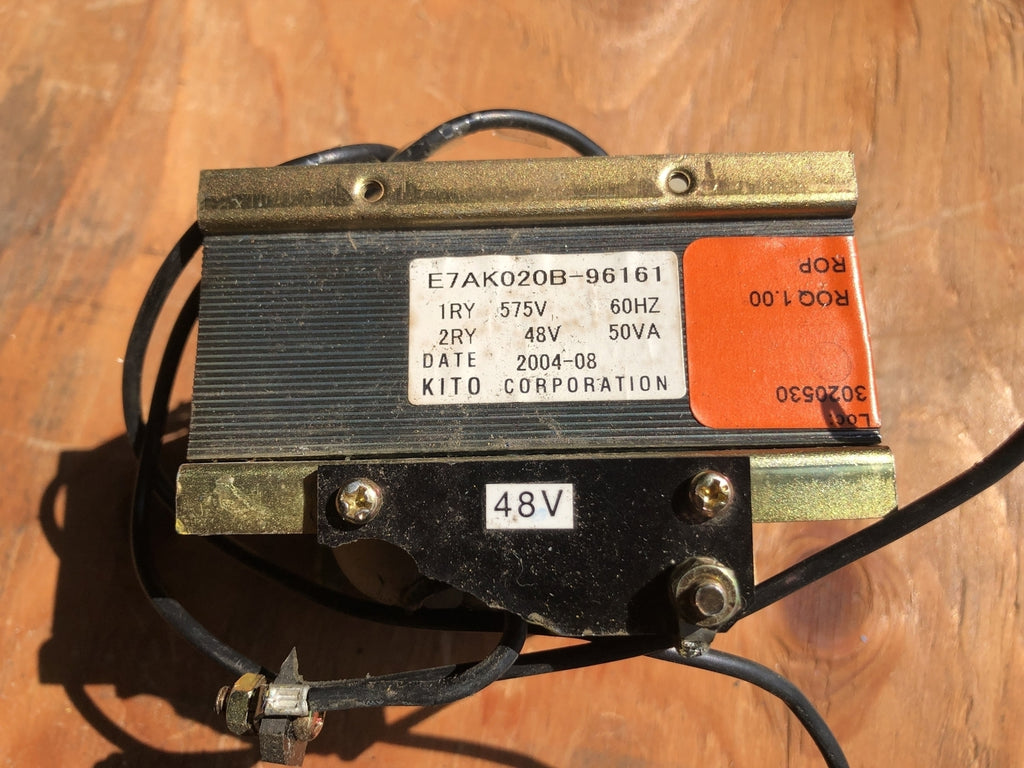 E7AK020B-96161
1RY 575V 60HZ
2RY 48V 50VA
DATE 2004-08
KITO CORPORATION
Loc:
3020530
ROQ 1.00
ROP
48V